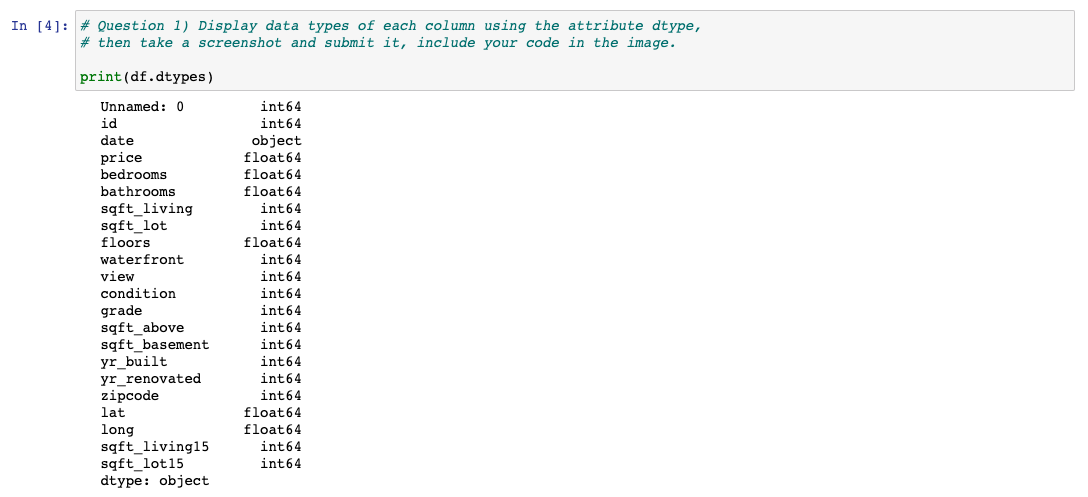 In [4]: # Question 1) Display data types of each column using the attribute dtype,
# then take a screenshot and submit it, include your code in the image.
print(df.dtypes)
Unnamed: 0 int64
id int64
date object
price float64
bedrooms float64
bathrooms float64
sqft_living int64
sqft_lot int64
floors float64
waterfront int64
view int64
condition int64
grade int64
sqft_above int64
sqft_basement int64
yr_built int64
yr_renovated int64
zipcode int64
lat float64
long float64
sqft_living15 int64
sqft_lot15 int64
dtype: object